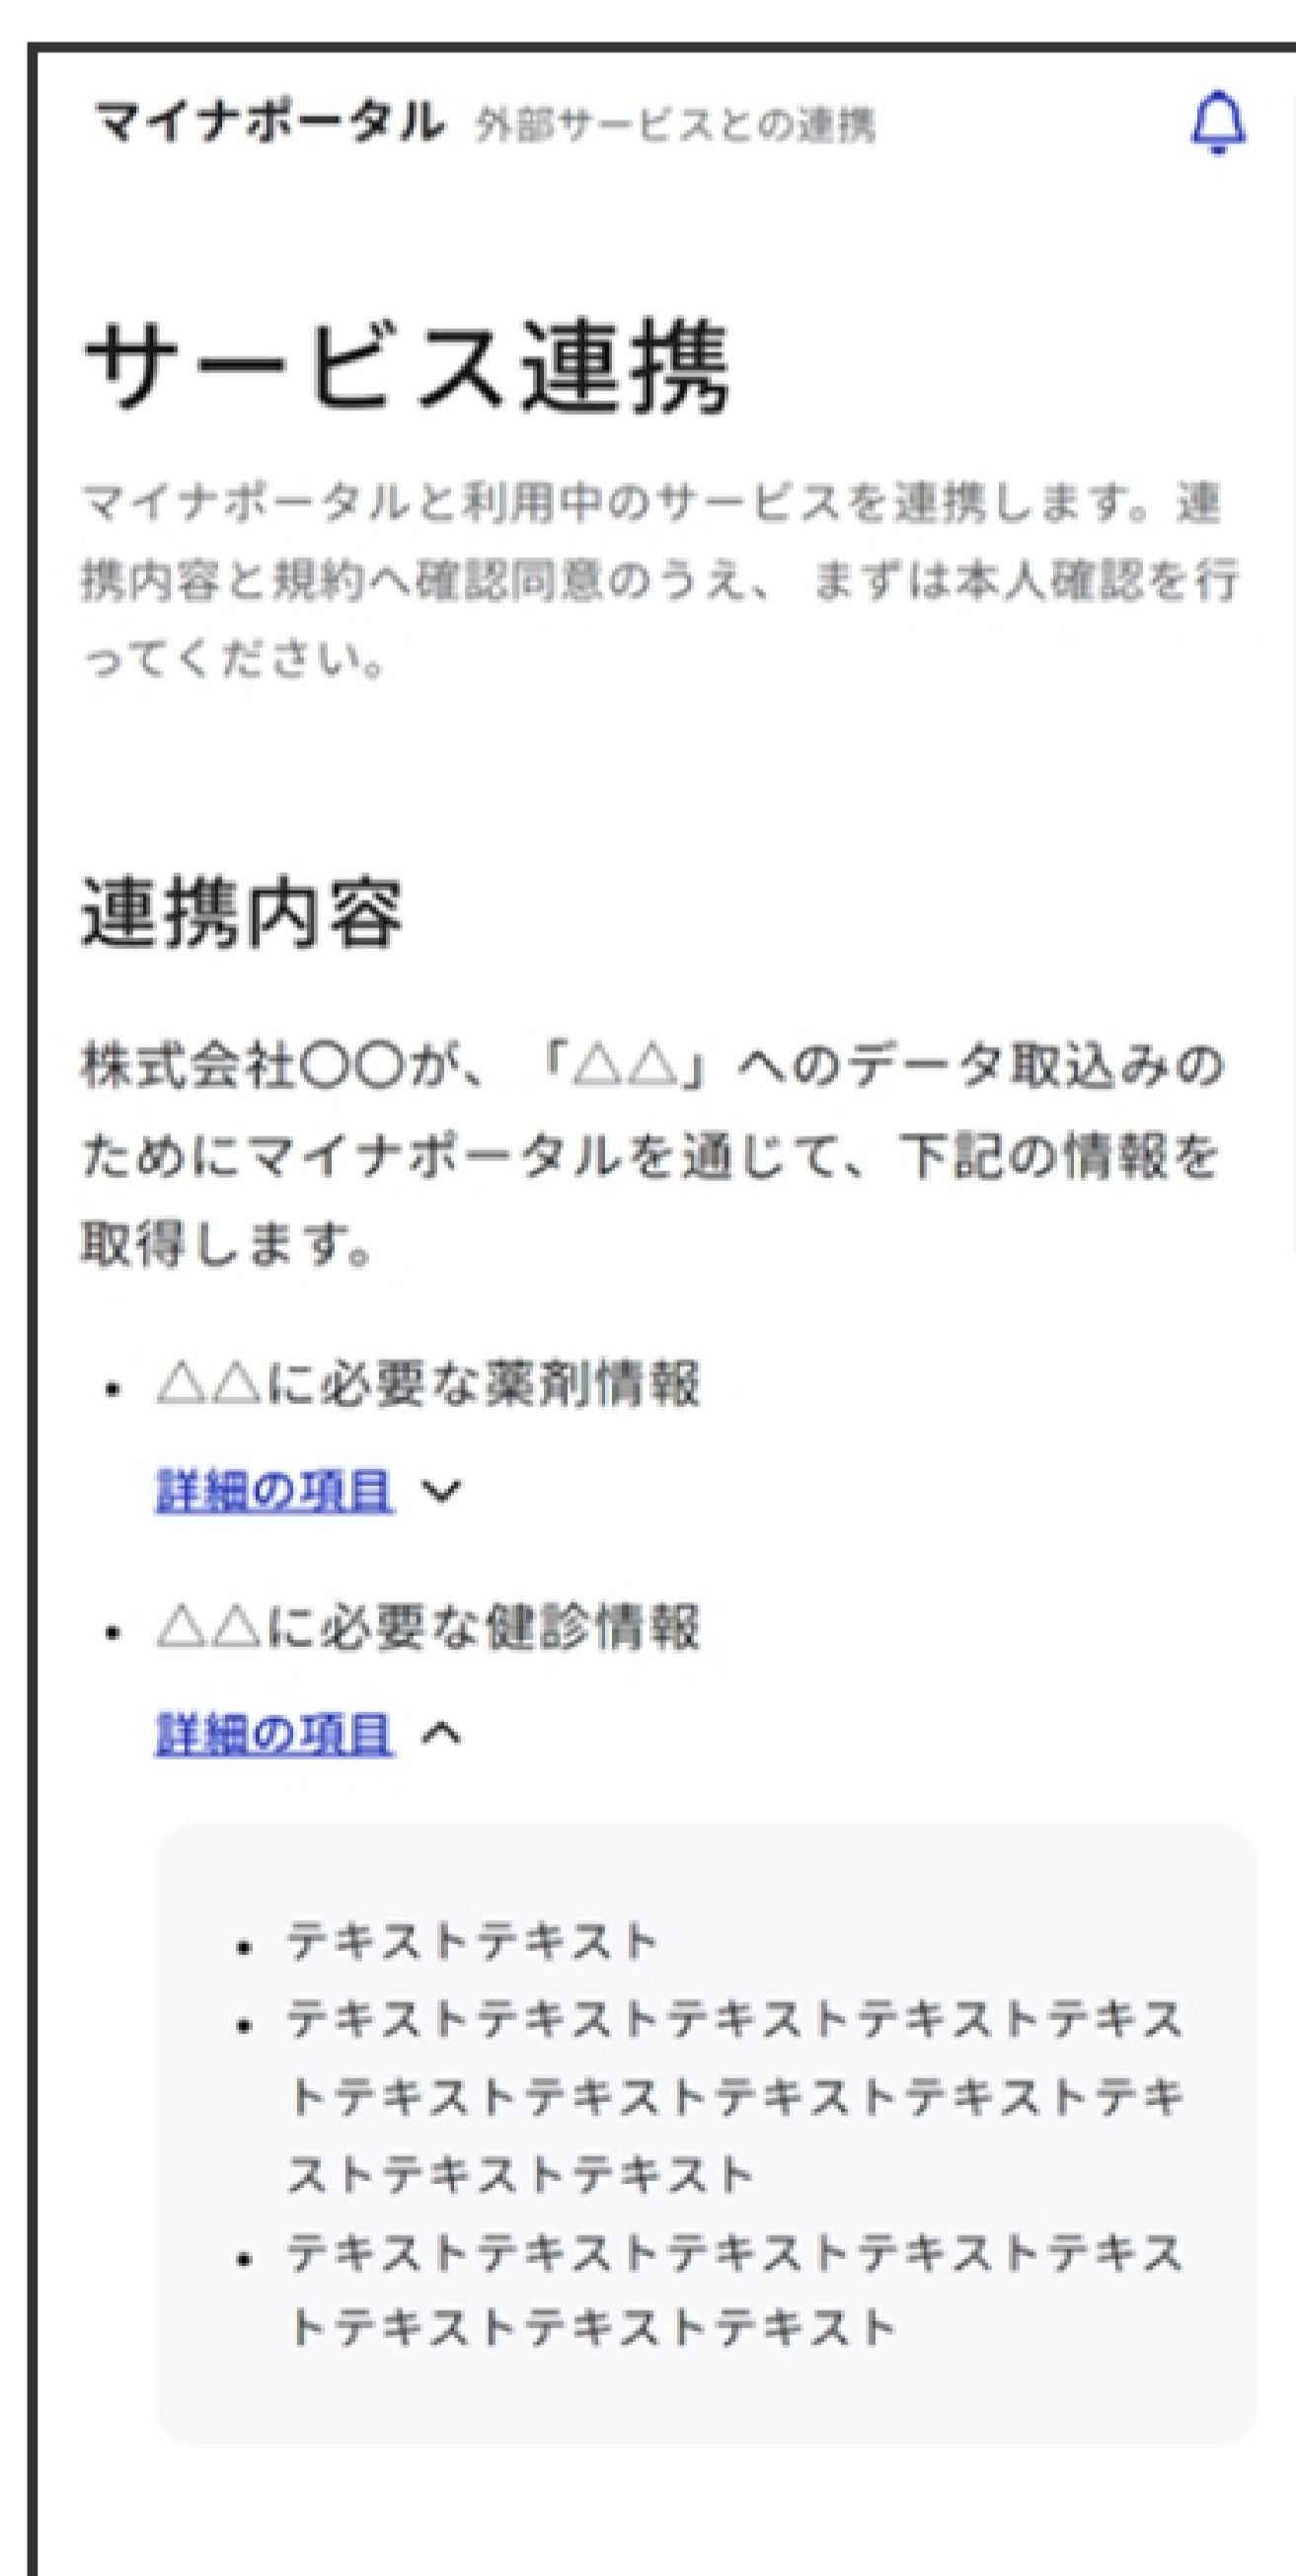 マイナポータル 外部サービスとの連携
サービス連携
マイナポータルと利用中のサービスを連携します。連
携内容と規約へ確認同意のうえ、 まずは本人確認を行
ってください。
連携内容
株式会社〇〇が、「△△」へのデータ取込みの
ためにマイナポータルを通じて、下記の情報を
取得します。
• △△に必要な薬剤情報
詳細の項目
• △△に必要な健診情報
詳細の項目
• テキストテキスト
• テキストテキストテキストテキストテキス
トテキストテキストテキストテキストテキ
ストテキストテキスト
• テキストテキストテキストテキストテキス
トテキストテキストテキスト